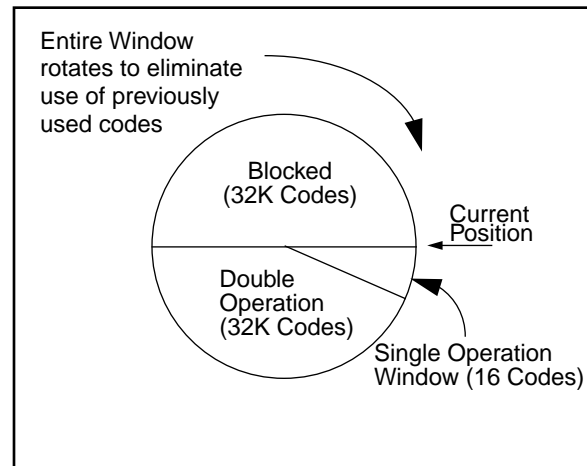 Entire Window
rotates to eliminate
use of previously
used codes
Blocked
(32K Codes)
Current
Position
Double
Operation
(32K Codes)
Single Operation
Window (16 Codes)